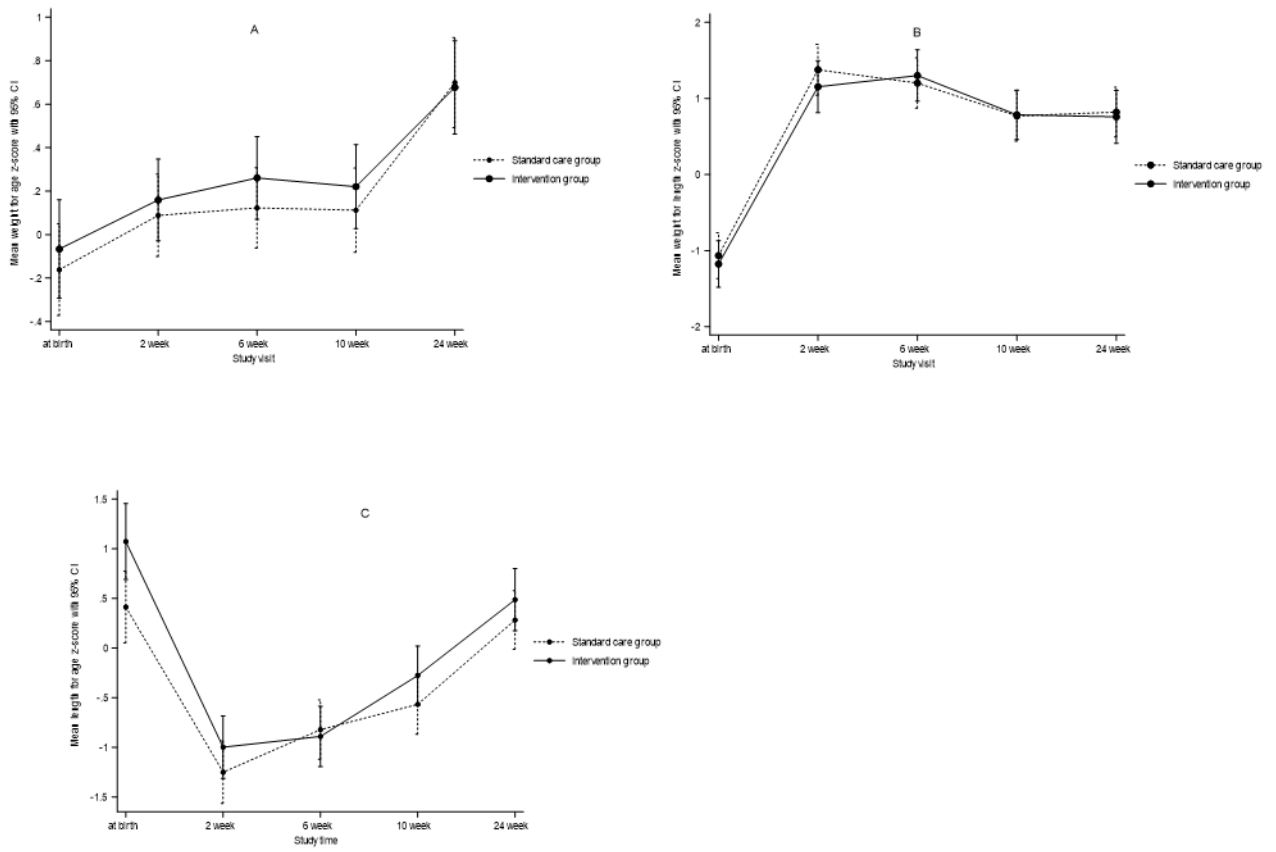 A
Mean weight for age z-score with 95% CI
1
.8
.6
.4
.2
0
-.2
-.4
at birth
2 week
6 week
10 week
24 week
Study visit
Standard care group
Intervention group
B
Mean weight for length z-score with 95% CI
2
1
0
-1
-2
at birth
2 week
6 week
10 week
24 week
Study visit
Standard care group
Intervention group
C
Mean length for age z-score with 95% CI
1.5
1
.5
0
-.5
-1
-1.5
at birth
2 week
6 week
10 week
24 week
Study time
Standard care group
Intervention group